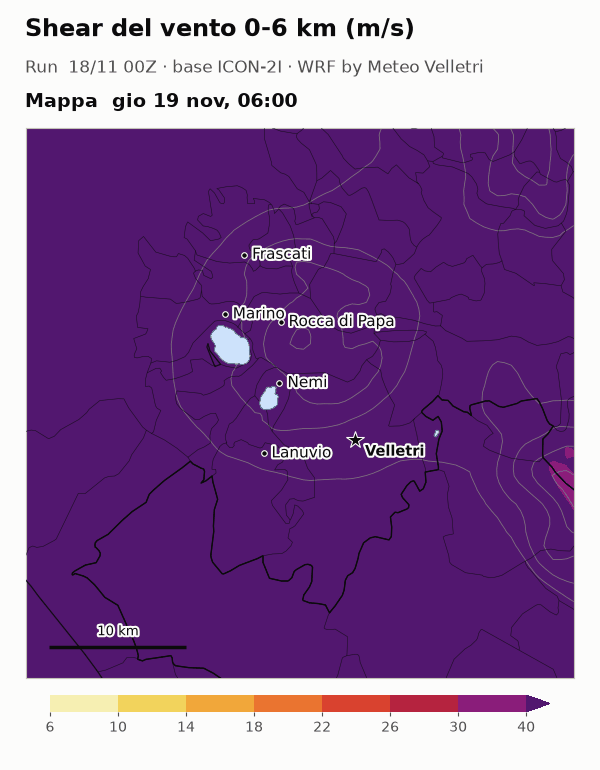 Shear del vento 0-6 km (m/s)
Run  18/11 00Z · base ICON-2I · WRF by Meteo Velletri
Mappa  gio 19 nov, 06:00
Frascati
Marino
Rocca di Papa
Nemi
Velletri
Lanuvio
10 km
6 10 14 18 22 26 30 40